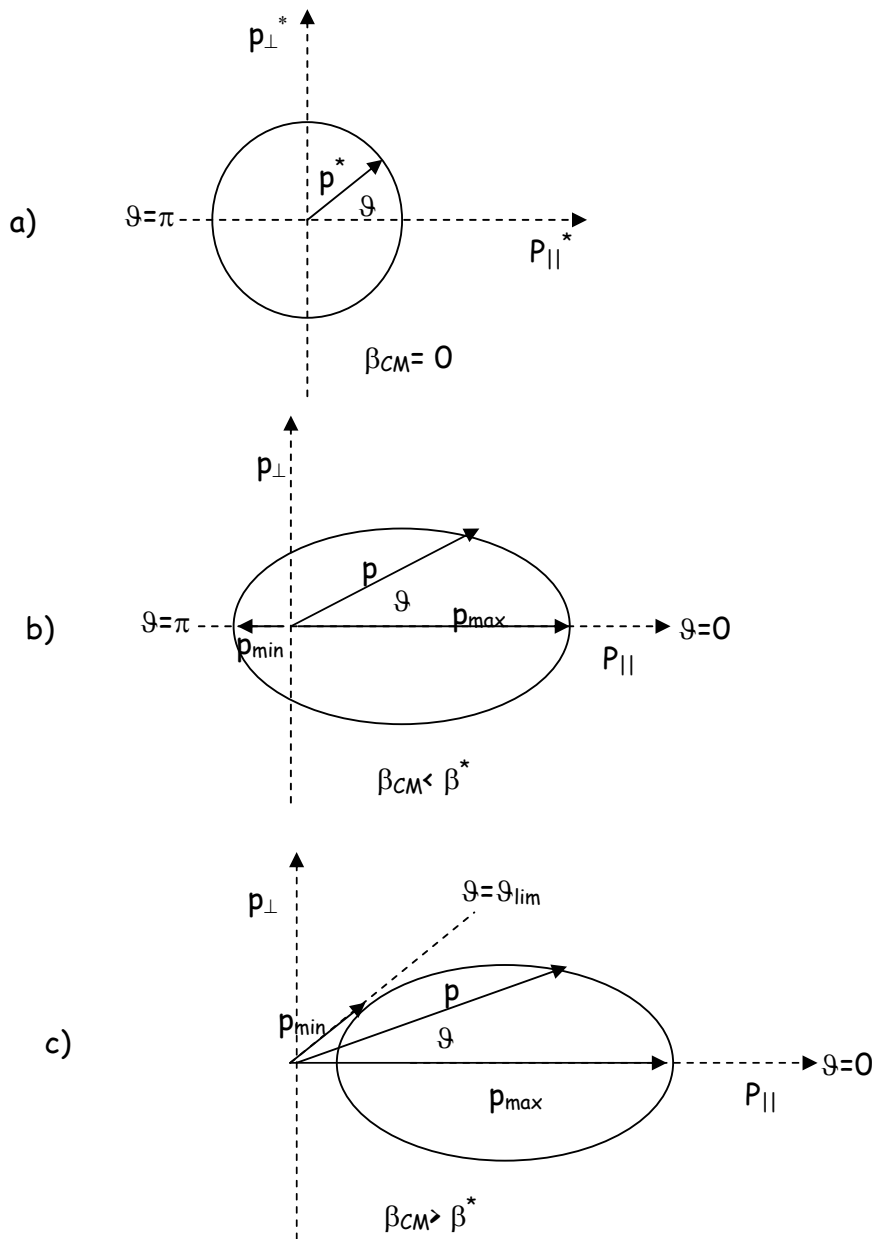 p⊥*
p*
ϑ
ϑ=π
a)
P||*
βCM= 0
p⊥
p
ϑ
b)
ϑ=π
pmin
pmax
ϑ=0
P||
βCM< β*
p⊥
ϑ=ϑlim
p
pmin
ϑ
c)
ϑ=0
pmax
P||
βCM> β*